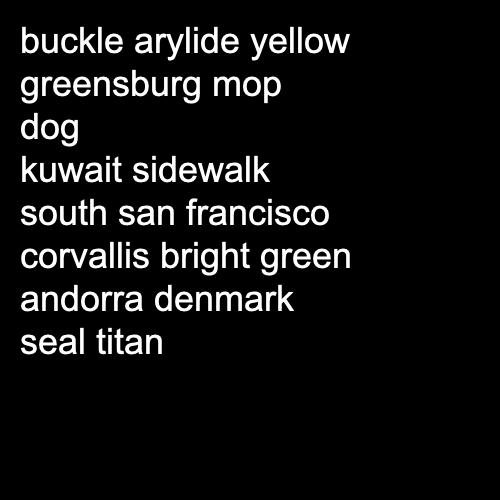 buckle arylide yellow
greensburg mop
dog
kuwait sidewalk
south san francisco
corvallis bright green
andorra denmark
seal titan